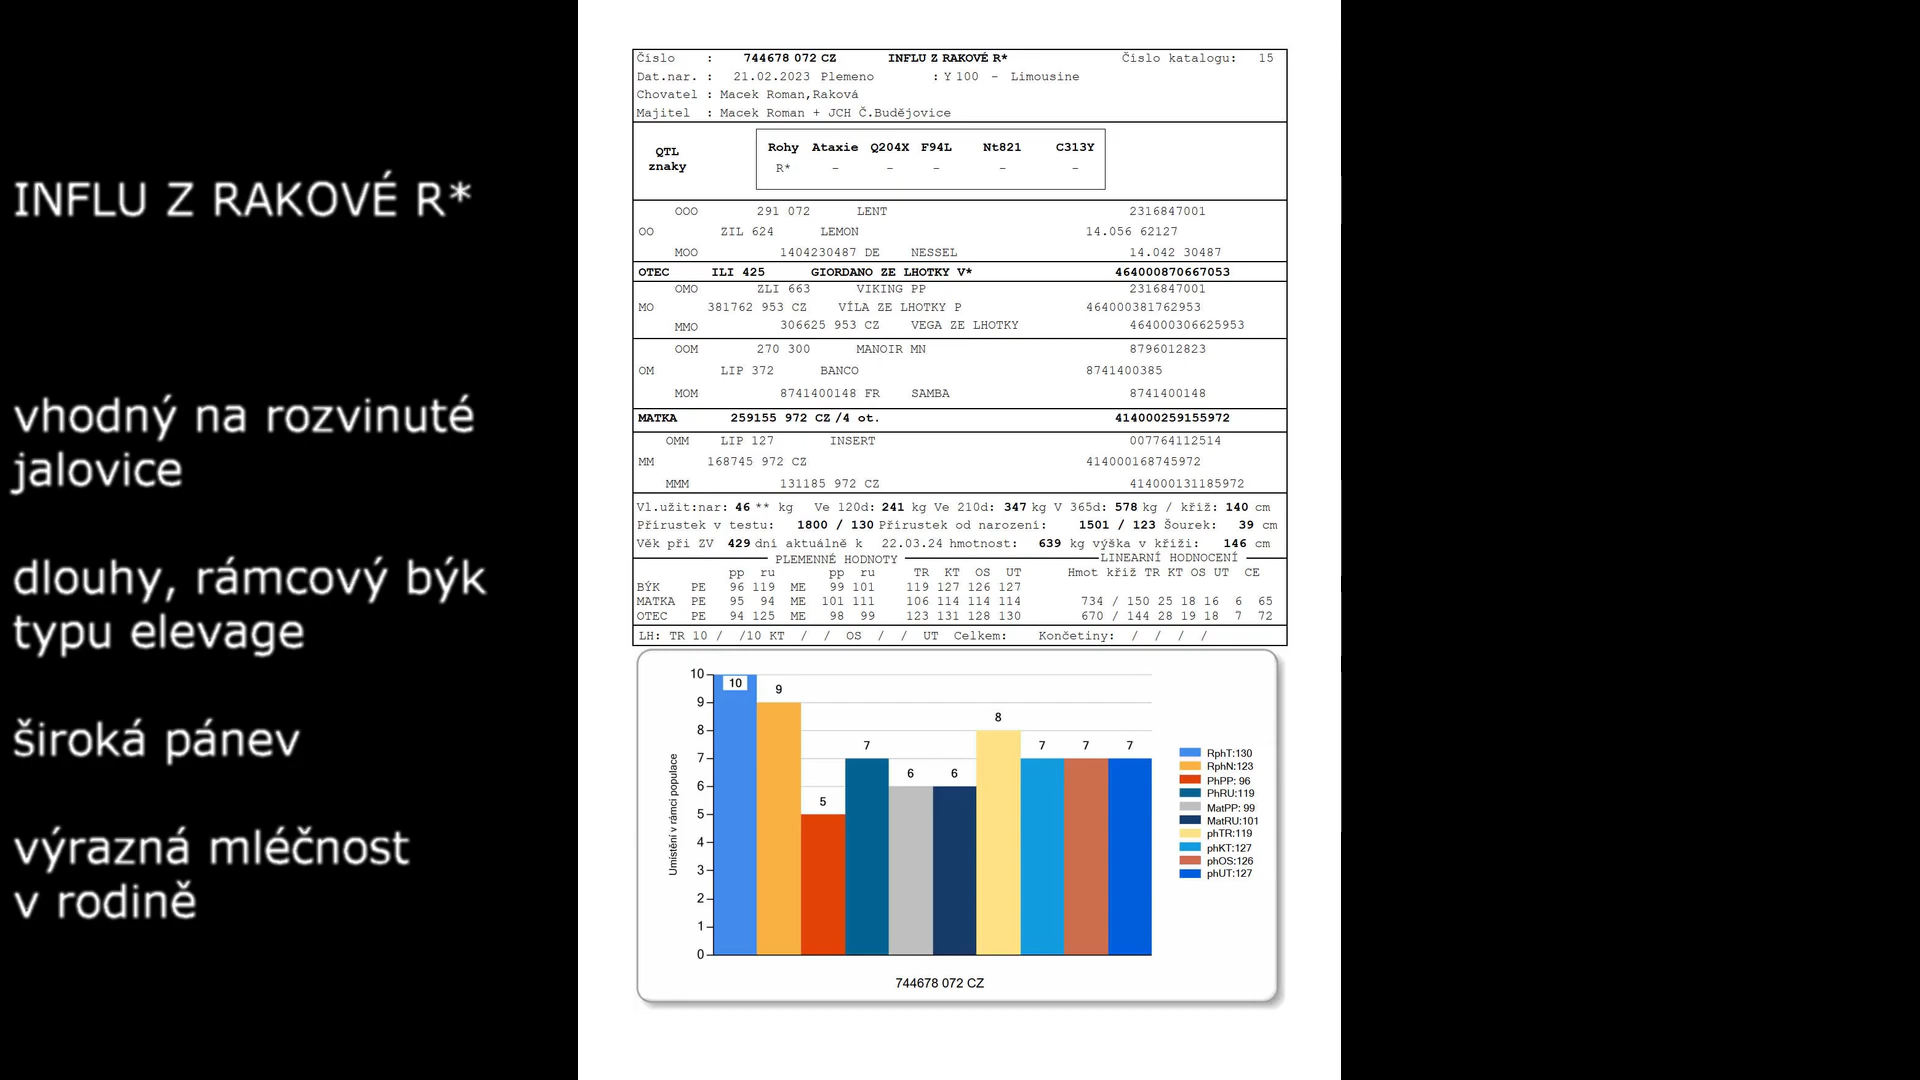 INFLU Z RAKOVÉ R*
vhodný na rozvinuté
jalovice
dlouhy, rámcový býk
typu elevage
široká pánev
výrazná mléčnost
v rodině
Číslo : 744678 072 CZ INFLU Z RAKOVÉ R* Číslo katalogu: 15
Dat.nar. : 21.02.2023 Plemeno : Y 100 - Limousine
Chovatel : Macek Roman,Raková
Majitel : Macek Roman + JCH Č.Budějovice
QTL
znaky
Rohy Ataxie Q204X F94L Nt821 C313Y
R* - - - - -
OOO 291 072 LENT 2316847001
OO ZIL 624 LEMON 14.056 62127
MOO 1404230487 DE NESSEL 14.042 30487
OTEC ILI 425 GIORDANO ZE LHOTKY V* 464000870667053
OMO ZLI 663 VIKING PP 2316847001
MO 381762 953 CZ VÍLA ZE LHOTKY P 464000381762953
MMO 306625 953 CZ VEGA ZE LHOTKY 464000306625953
OOM 270 300 MANOIR MN 8796012823
OM LIP 372 BANCO 8741400385
MOM 8741400148 FR SAMBA 8741400148
MATKA 259155 972 CZ /4 ot. 414000259155972
OMM LIP 127 INSERT 007764112514
MM 168745 972 CZ 414000168745972
MMM 131185 972 CZ 414000131185972
Vl.užit:nar: 46 ** kg Ve 120d: 241 kg Ve 210d: 347 kg V 365d: 578 kg / kříž: 140 cm
Přírustek v testu: 1800 / 130 Přírustek od narození: 1501 / 123 Šourek: 39 cm
Věk při ZV 429 dní aktuálně k 22.03.24 hmotnost: 639 kg výška v kříži: 146 cm
PLEMENNÉ HODNOTY LINEARNÍ HODNOCENÍ
pp ru pp ru TR KT OS UT Hmot kříž TR KT OS UT CE
BÝK PE 96 119 ME 99 101 119 127 126 127
MATKA PE 95 94 ME 101 111 106 114 114 114 734 / 150 25 18 16 6 65
OTEC PE 94 125 ME 98 99 123 131 128 130 670 / 144 28 19 18 7 72
LH: TR 10 / /10 KT / / OS / / UT Celkem: Končetiny: / / / /
Umístění v rámci populace
10
9
8
7
6
5
4
3
2
1
0
10 9 5 7 6 6 8 7 7 7
RphT:130
RphN:123
PhPP: 96
PhRU:119
MatPP: 99
MatRU:101
phTR:119
phKT:127
phOS:126
phUT:127
744678 072 CZ